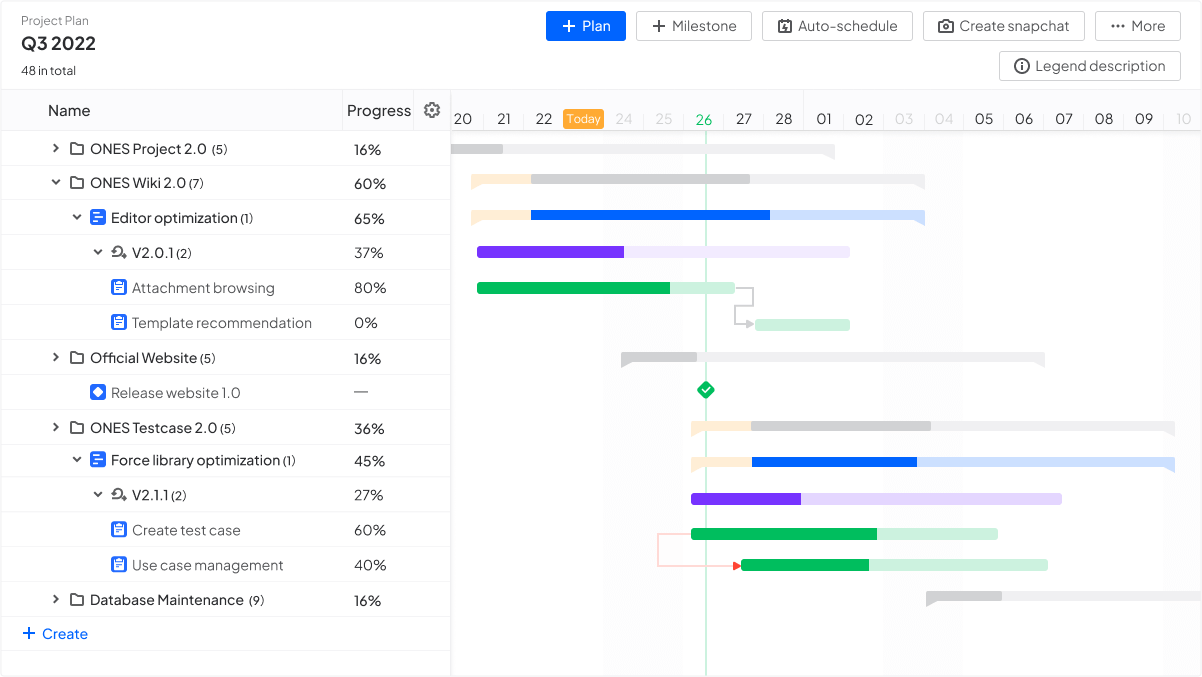 Project Plan
Q3 2022
48 in total
Plan
Milestone
Auto-schedule
Create snapchat
More
Legend description
Name Progress
20 21 22 Today 24 25 26 27 28 01 02 03 04 05 06 07 08 09 10
ONES Project 2.0 (5) 16%
ONES Wiki 2.0 (7) 60%
Editor optimization (1) 65%
V2.0.1 (2) 37%
Attachment browsing 80%
Template recommendation 0%
Official Website (5) 16%
Release website 1.0 —
ONES Testcase 2.0 (5) 36%
Force library optimization (1) 45%
V2.1.1 (2) 27%
Create test case 60%
Use case management 40%
Database Maintenance (9) 16%
Create